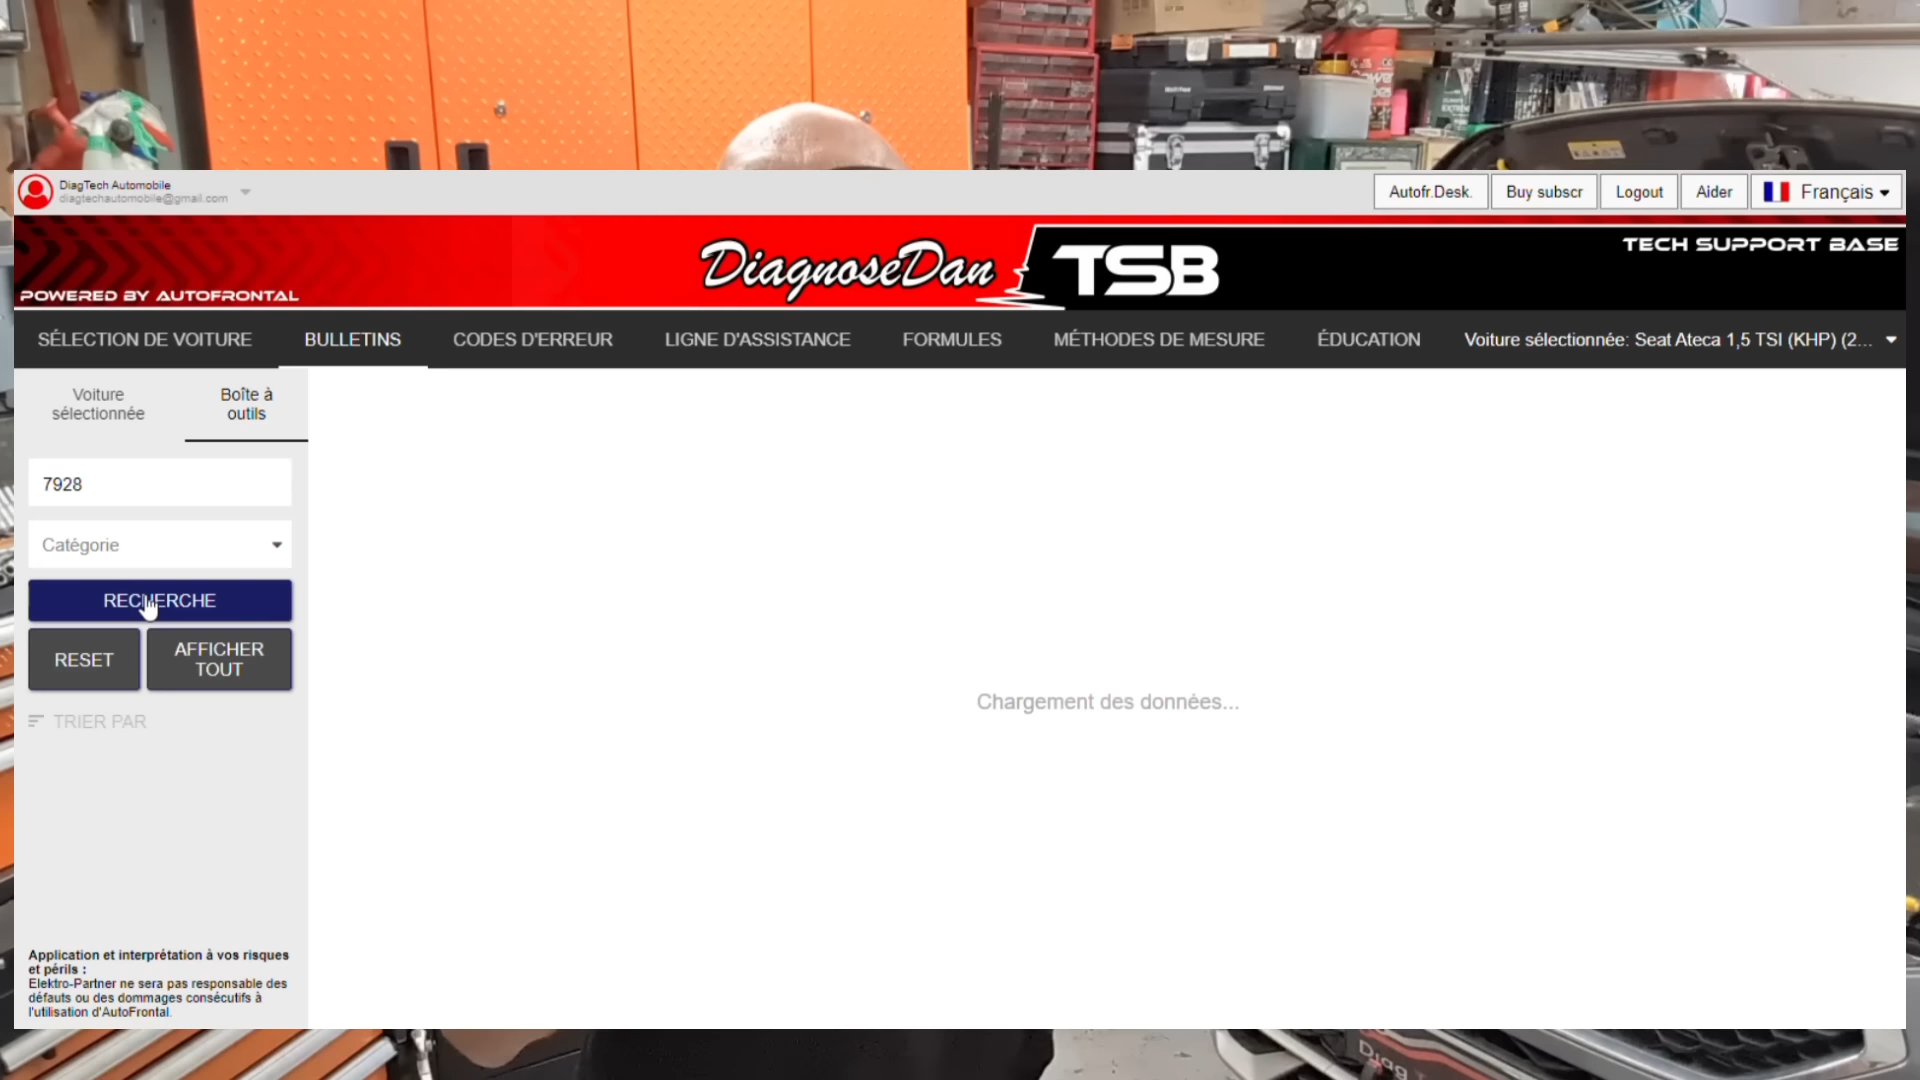 DiagTech Automobile
diagtechautomobile@gmail.com
Autofr.Desk.
Buy subscr
Logout
Aider
Français
POWERED BY AUTOFRONTAL
DiagnoseDan TSB
TECH SUPPORT BASE
SÉLECTION DE VOITURE
BULLETINS
CODES D'ERREUR
LIGNE D'ASSISTANCE
FORMULES
MÉTHODES DE MESURE
ÉDUCATION
Voiture sélectionnée: Seat Ateca 1,5 TSI (KHP) (2...
Voiture
sélectionnée
Boîte à
outils
7928
Catégorie
RECHERCHE
RESET
AFFICHER
TOUT
TRIER PAR
Chargement des données...
Application et interprétation à vos risques
et périls :
Elektro-Partner ne sera pas responsable des
défauts ou des dommages consécutifs à
l'utilisation d'AutoFrontal.
Diag